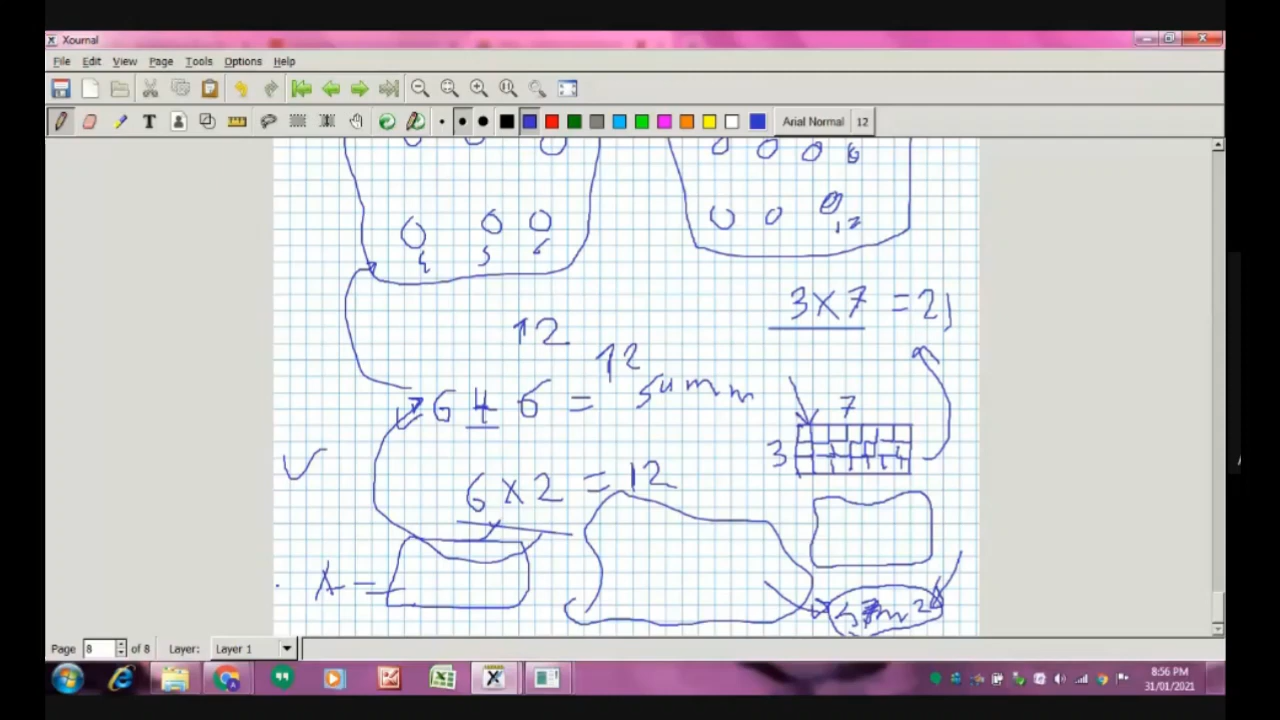 Xournal
File Edit View Page Tools Options Help
Arial Normal 12
6
4 5 6
12
3 x 7 = 21
12
12
6 4 6 = summ
7
3
6 x 2 = 12
A =
Page 8 of 8 Layer: Layer 1
8:56 PM
31/01/2021